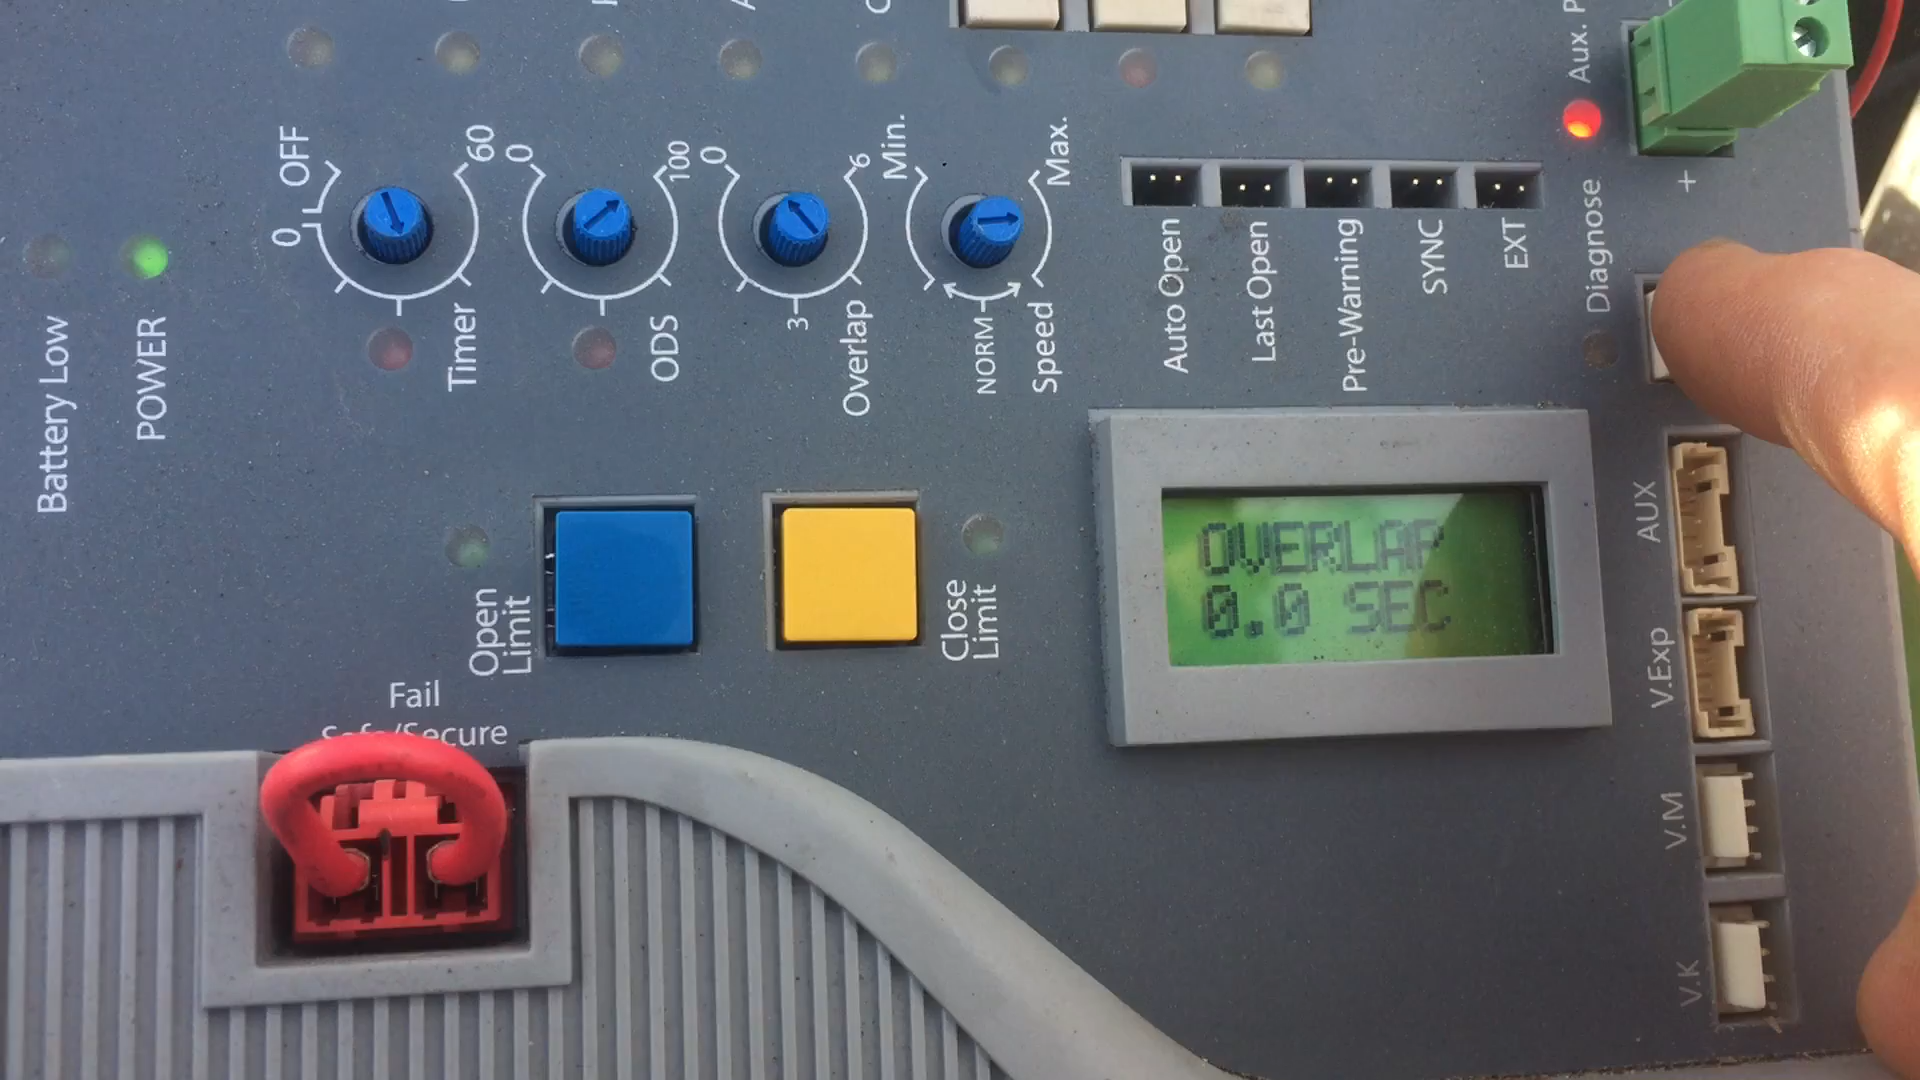 Aux. P
OFF
0
60
0
100
0
6
Min.
Max.
+
Battery Low
POWER
Timer
ODS
3
Overlap
NORM
Speed
Auto Open
Last Open
Pre-Warning
SYNC
EXT
Diagnose
Open
Limit
Close
Limit
OVERLAP
0.0 SEC
AUX
V.Exp
V.M
V.K
Fail
Safe/Secure